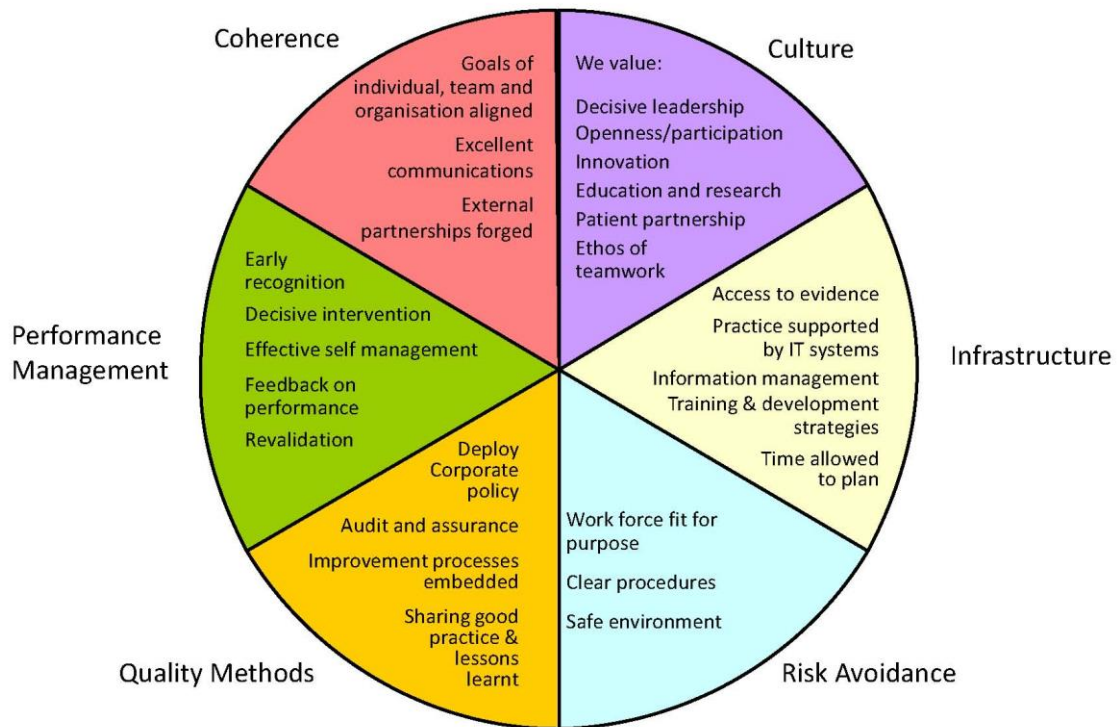 Coherence
Goals of
individual, team and
organisation aligned
Excellent
communications
External
partnerships forged
Culture
We value:
Decisive leadership
Openness/participation
Innovation
Education and research
Patient partnership
Ethos of
teamwork
Infrastructure
Access to evidence
Practice supported
by IT systems
Information management
Training & development
strategies
Time allowed
to plan
Risk Avoidance
Work force fit for
purpose
Clear procedures
Safe environment
Quality Methods
Deploy
Corporate
policy
Audit and assurance
Improvement processes
embedded
Sharing good
practice &
lessons
learnt
Performance
Management
Early
recognition
Decisive intervention
Effective self management
Feedback on
performance
Revalidation